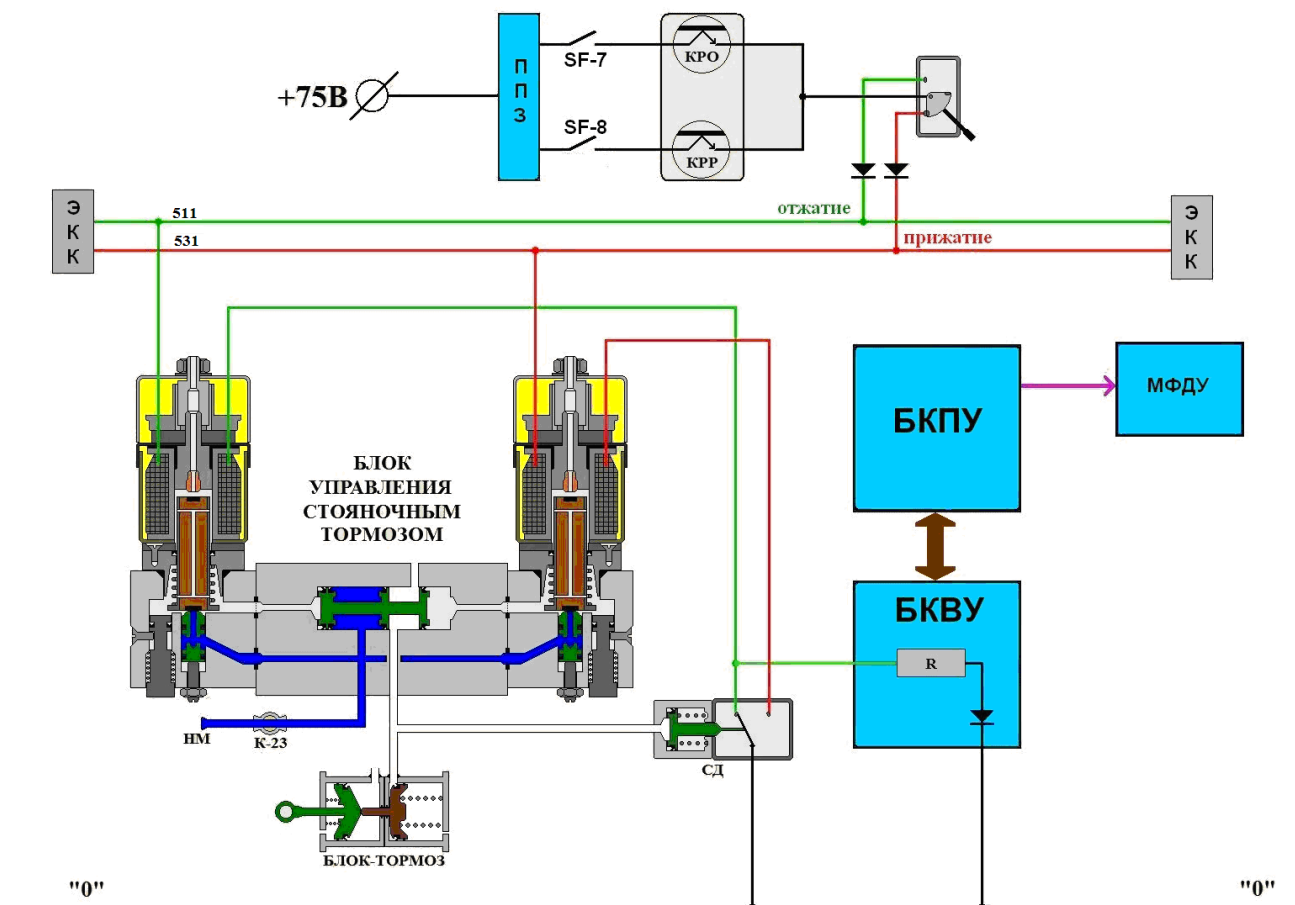 +75В
П
П
З
SF-7
SF-8
КРО
КРР
Э
К
К
511
531
отжатие
прижатие
Э
К
К
БЛОК
УПРАВЛЕНИЯ
СТОЯНОЧНЫМ
ТОРМОЗОМ
БКПУ
МФДУ
БКВУ
R
НМ
К-23
СД
БЛОК-ТОРМОЗ
"0"
"0"